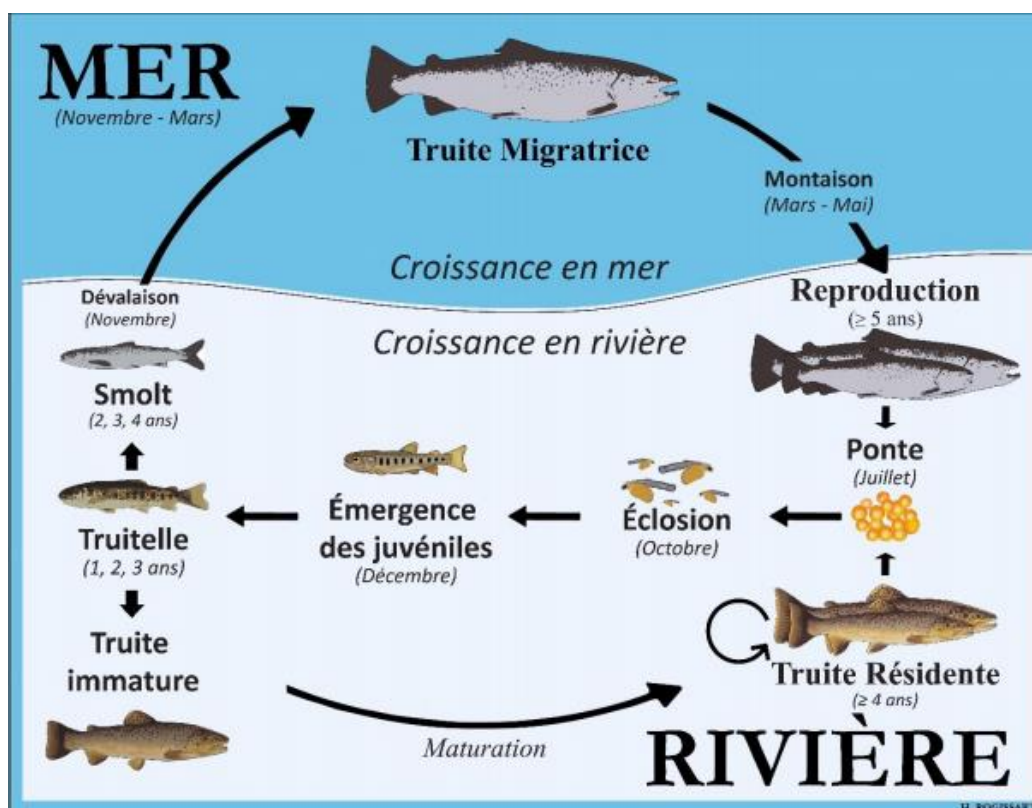 MER
(Novembre - Mars)
Truite Migratrice
Montaison
(Mars - Mai)
Croissance en mer
Dévalaison
(Novembre)
Reproduction
(≥ 5 ans)
Croissance en rivière
Smolt
(2, 3, 4 ans)
Ponte
(Juillet)
Émergence
des juvéniles
(Décembre)
Éclosion
(Octobre)
Truitelle
(1, 2, 3 ans)
Truite
immature
Truite Résidente
(≥ 4 ans)
Maturation
RIVIÈRE